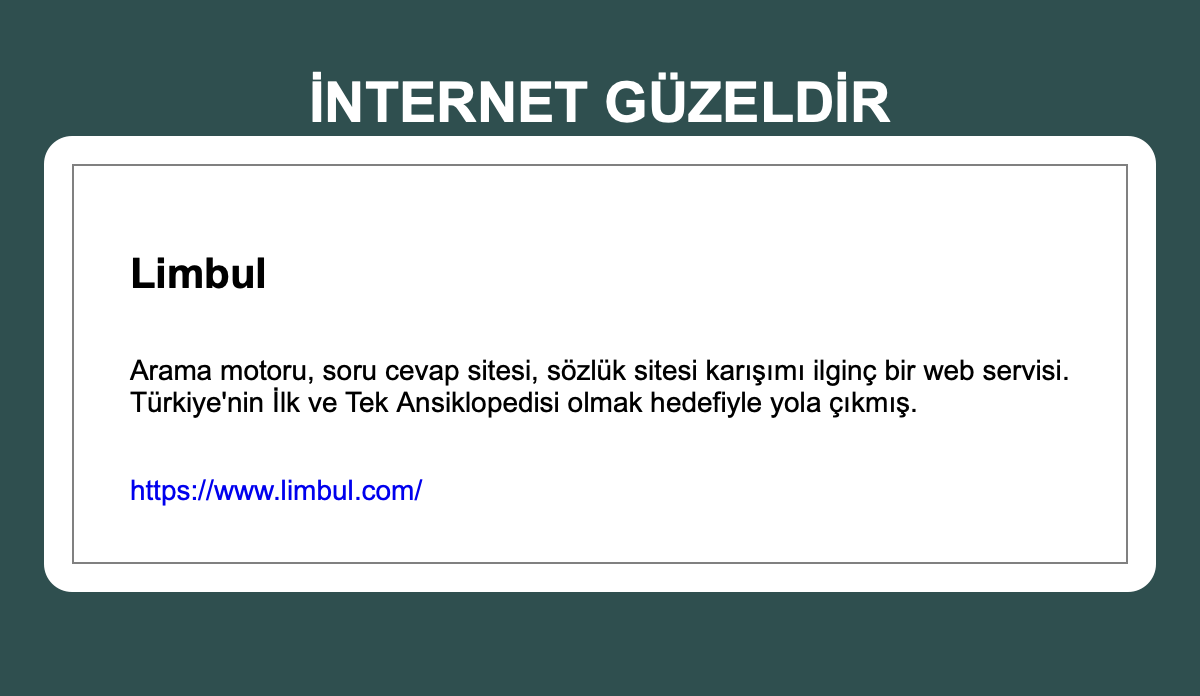 İNTERNET GÜZELDİR
Limbul
Arama motoru, soru cevap sitesi, sözlük sitesi karışımı ilginç bir web servisi.
Türkiye'nin İlk ve Tek Ansiklopedisi olmak hedefiyle yola çıkmış.
https://www.limbul.com/